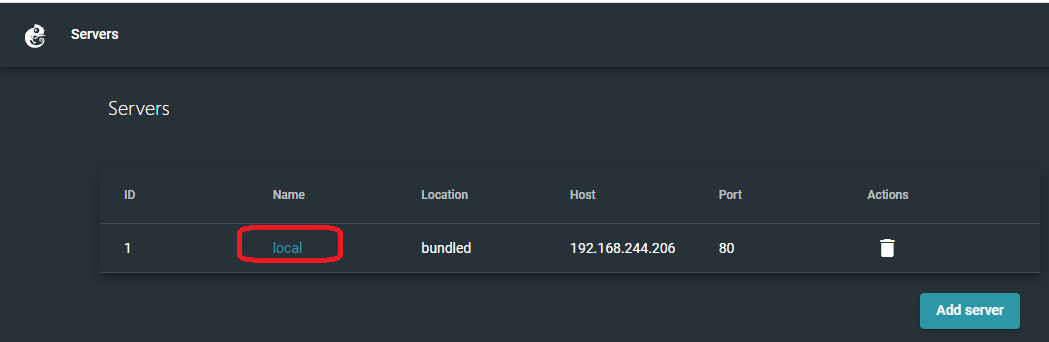 Servers
Servers
ID Name Location Host Port Actions
1 local bundled 192.168.244.206 80
Add server